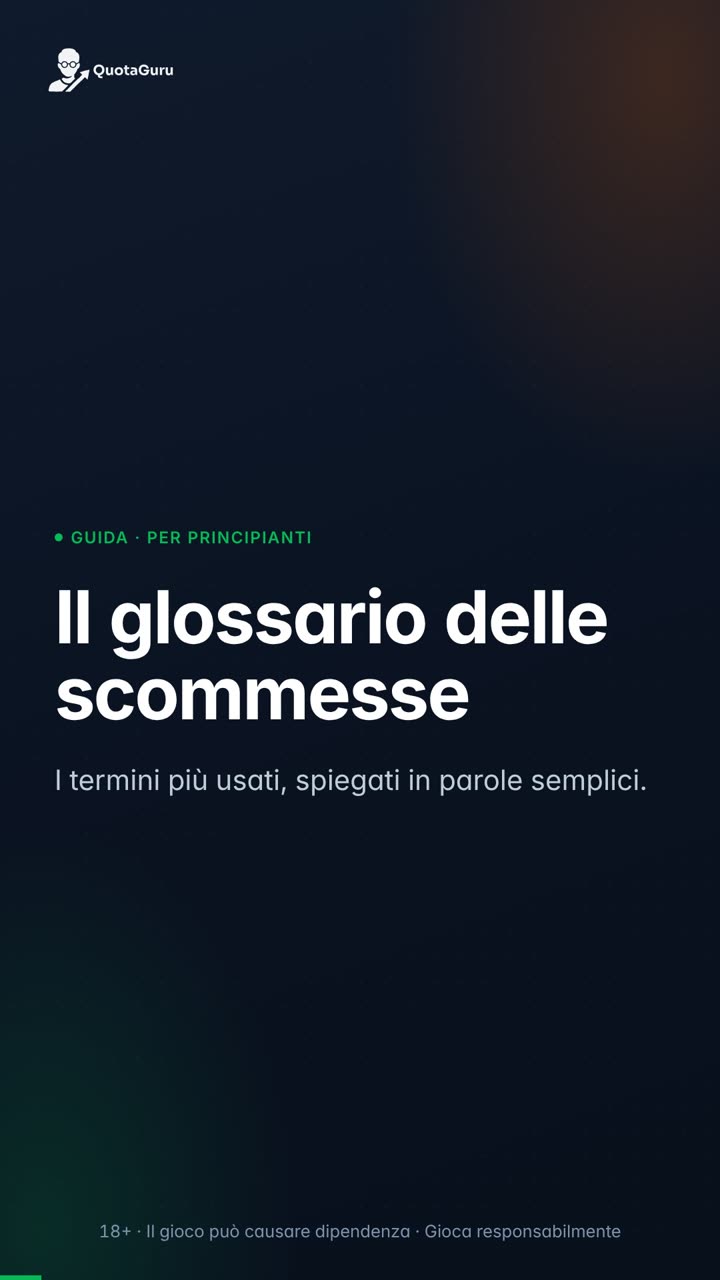 QuotaGuru
• GUIDA · PER PRINCIPIANTI
Il glossario delle
scommesse
I termini più usati, spiegati in parole semplici.
18+ · Il gioco può causare dipendenza · Gioca responsabilmente